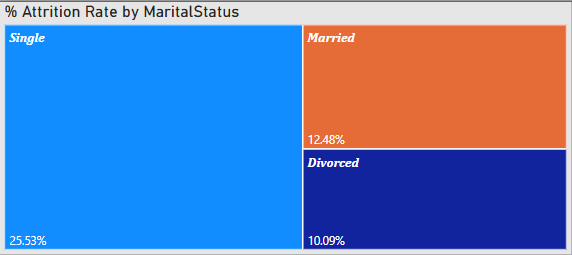 % Attrition Rate by MaritalStatus
Single
25.53%
Married
12.48%
Divorced
10.09%